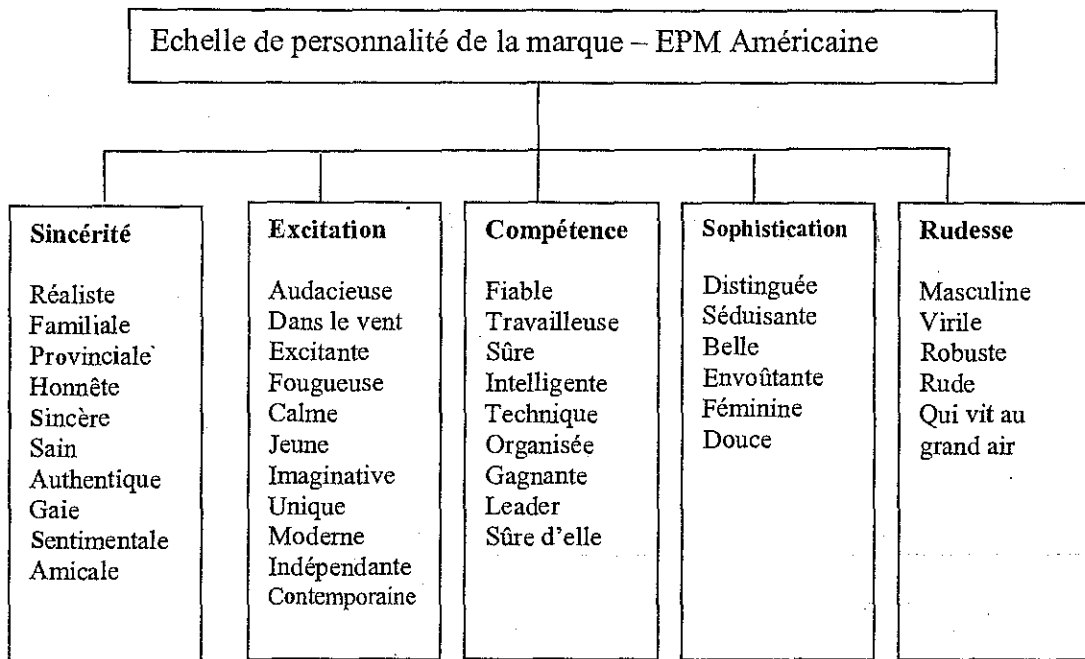 Echelle de personnalité de la marque – EPM Américaine
Sincérité
Réaliste
Familiale
Provinciale
Honnête
Sincère
Sain
Authentique
Gaie
Sentimentale
Amicale
Excitation
Audacieuse
Dans le vent
Excitante
Fougueuse
Calme
Jeune
Imaginative
Unique
Moderne
Indépendante
Contemporaine
Compétence
Fiable
Travailleuse
Sûre
Intelligente
Technique
Organisée
Gagnante
Leader
Sûre d'elle
Sophistication
Distinguée
Séduisante
Belle
Envoûtante
Féminine
Douce
Rudesse
Masculine
Virile
Robuste
Rude
Qui vit au
grand air